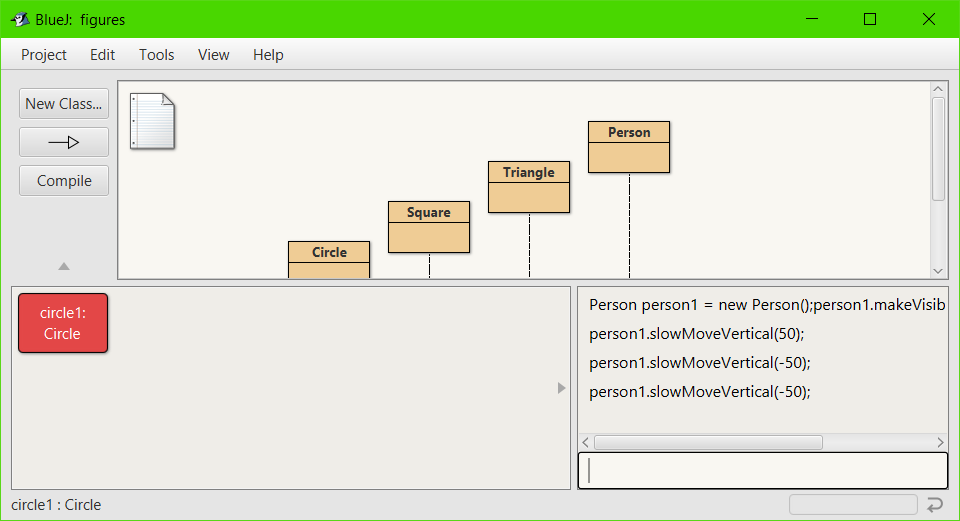 BlueJ: figures
Project Edit Tools View Help
New Class...
Compile
Person
Triangle
Square
Circle
circle1:
Circle
Person person1 = new Person();person1.makeVisib
person1.slowMoveVertical(50);
person1.slowMoveVertical(-50);
person1.slowMoveVertical(-50);
circle1 : Circle